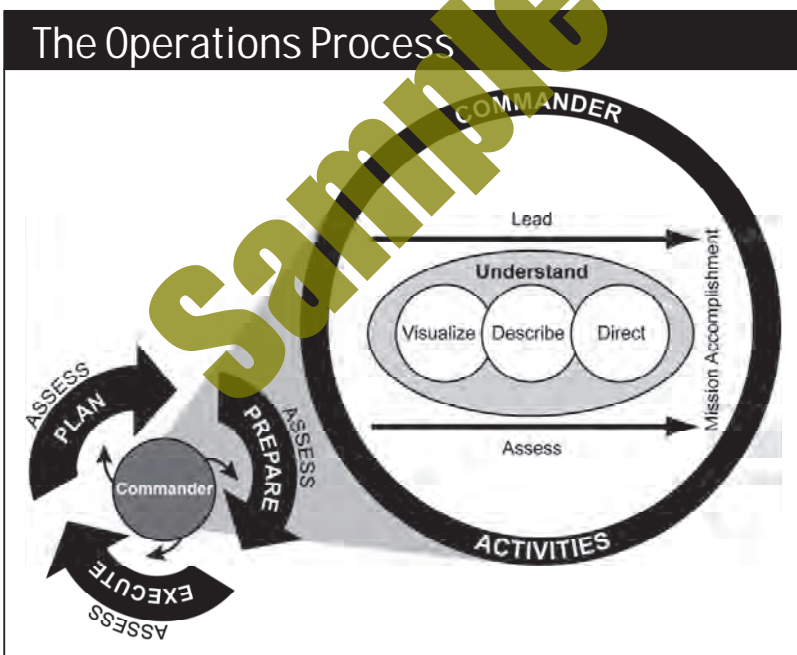 The Operations Process
Sample
COMMANDER
Lead
Understand
Visualize
Describe
Direct
Mission Accomplishment
Assess
ACTIVITIES
ASSESS
PLAN
ASSESS
PREPARE
Commander
EXECUTE
ASSESS